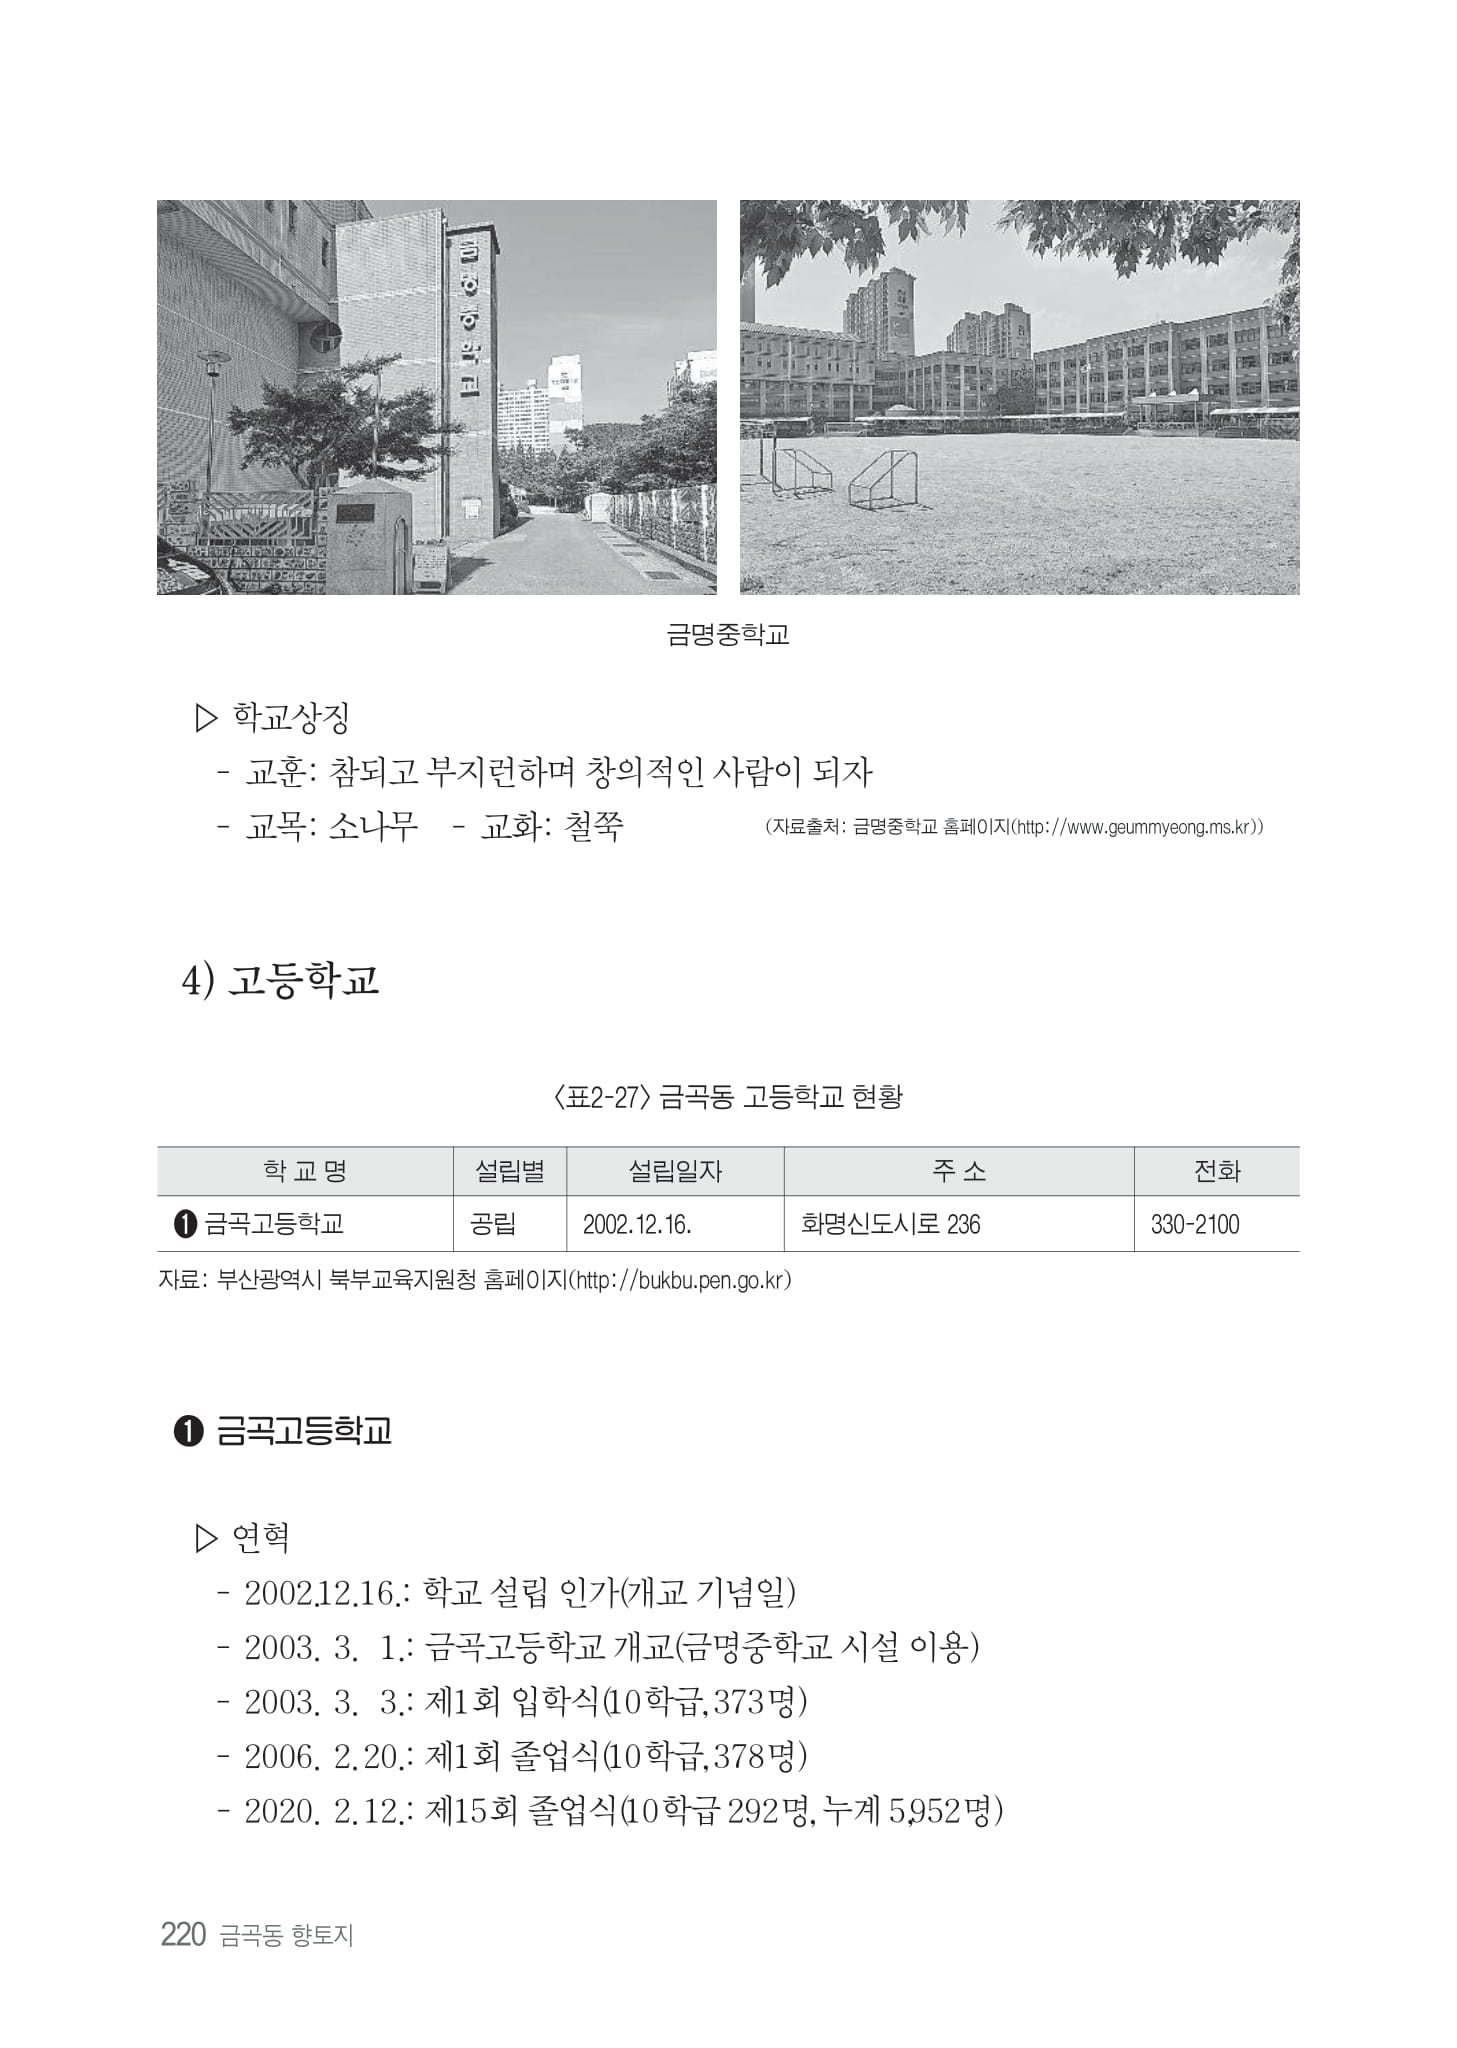 금명중학교
금명중학교
▷ 학교상징
- 교훈: 참되고 부지런하며 창의적인 사람이 되자
- 교목: 소나무 - 교화: 철쭉 (자료출처: 금명중학교 홈페이지(http://www.geummyeong.ms.kr))
4) 고등학교
〈표2-27〉 금곡동 고등학교 현황
학 교 명 설립별 설립일자 주 소 전화
❶ 금곡고등학교 공립 2002.12.16. 화명신도시로 236 330-2100
자료: 부산광역시 북부교육지원청 홈페이지(http://bukbu.pen.go.kr)
❶ 금곡고등학교
▷ 연혁
- 2002.12.16.: 학교 설립 인가(개교 기념일)
- 2003. 3. 1.: 금곡고등학교 개교(금명중학교 시설 이용)
- 2003. 3. 3.: 제1회 입학식(10학급, 373명)
- 2006. 2. 20.: 제1회 졸업식(10학급, 378명)
- 2020. 2. 12.: 제15회 졸업식(10학급 292명, 누계 5,952명)
220 금곡동 향토지